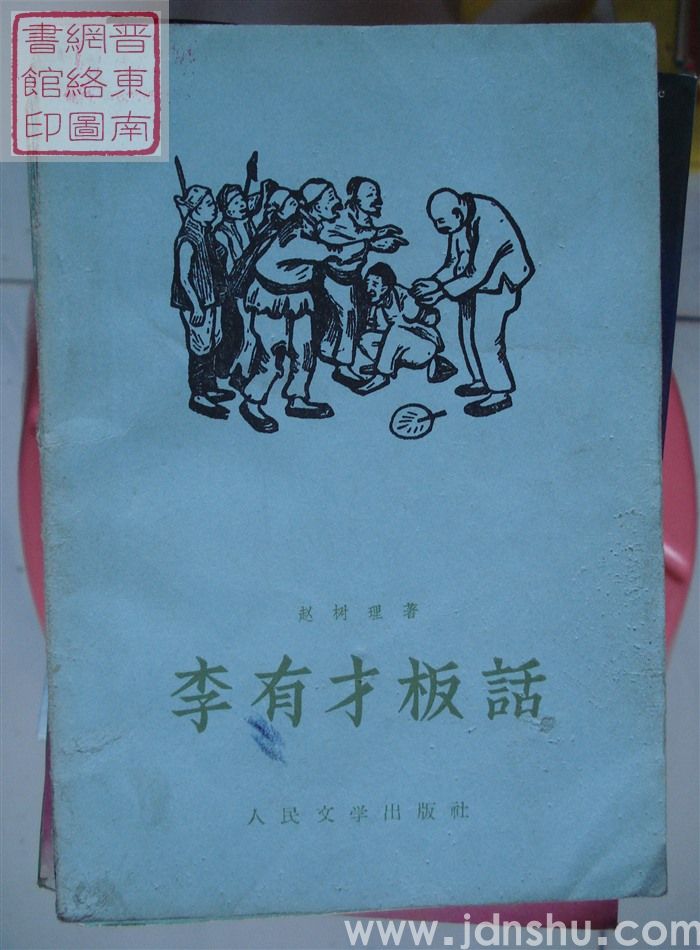 晋東南
網絡圖
書館印
赵树理著
李有才板話
人民文学出版社
www.jdnshu.com